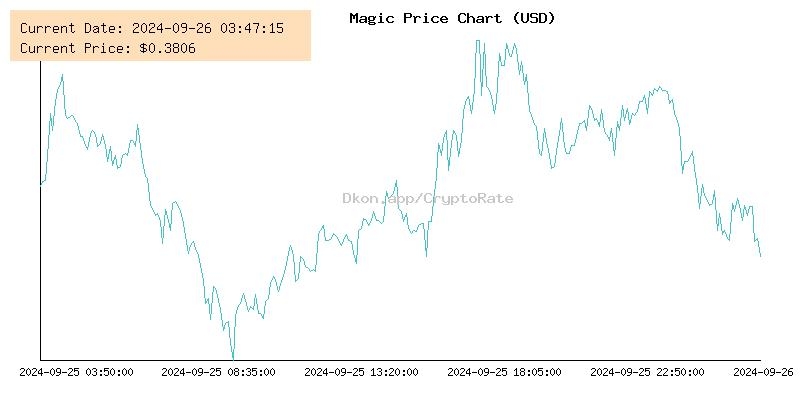 Magic Price Chart (USD)
Current Date: 2024-09-26 03:47:15
Current Price: $0.3806
Dkon.app/CryptoRate
2024-09-25 03:50:00 2024-09-25 08:35:00 2024-09-25 13:20:00 2024-09-25 18:05:00 2024-09-25 22:50:00 2024-09-26